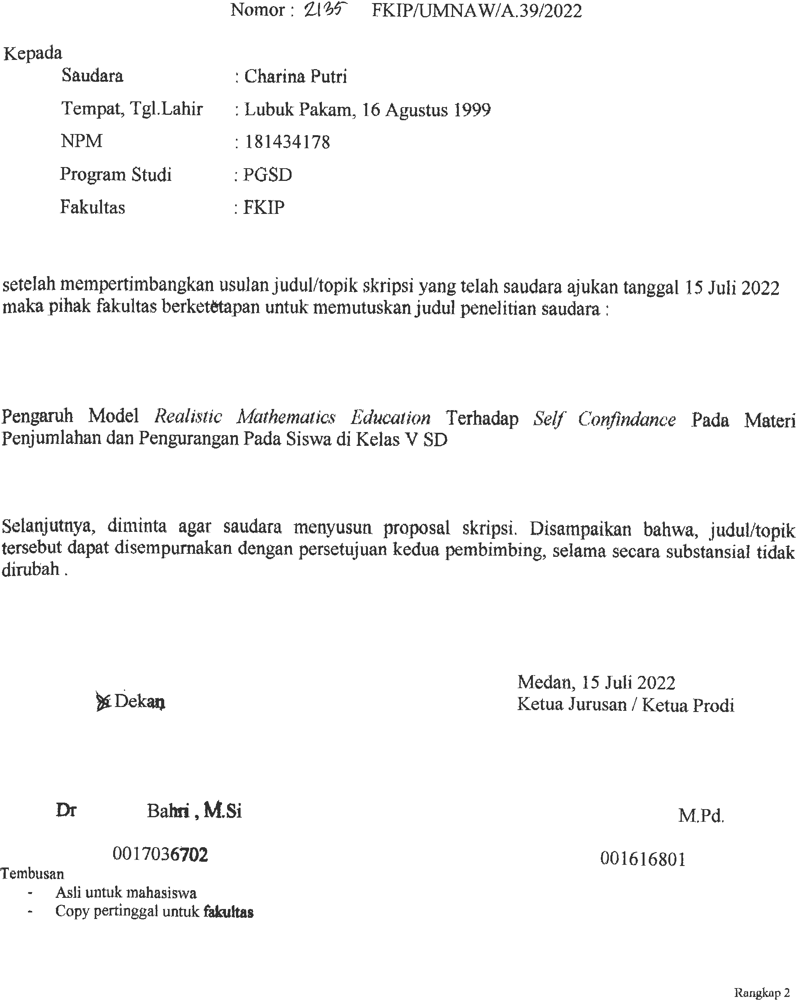 Nomor : 2135 FKIP/UMNAW/A.39/2022
Kepada
Saudara : Charina Putri
Tempat, Tgl.Lahir : Lubuk Pakam, 16 Agustus 1999
NPM : 181434178
Program Studi : PGSD
Fakultas : FKIP
setelah mempertimbangkan usulan judul/topik skripsi yang telah saudara ajukan tanggal 15 Juli 2022
maka pihak fakultas berketetapan untuk memutuskan judul penelitian saudara :
Pengaruh Model Realistic Mathematics Education Terhadap Self Confindance Pada Materi
Penjumlahan dan Pengurangan Pada Siswa di Kelas V SD
Selanjutnya, diminta agar saudara menyusun proposal skripsi. Disampaikan bahwa, judul/topik
tersebut dapat disempurnakan dengan persetujuan kedua pembimbing, selama secara substansial tidak
dirubah .
Medan, 15 Juli 2022
Dekan Ketua Jurusan / Ketua Prodi
Dr Bahri , M.Si M.Pd.
0017036702 001616801
Tembusan
- Asli untuk mahasiswa
- Copy pertinggal untuk fakultas
Rangkap 2